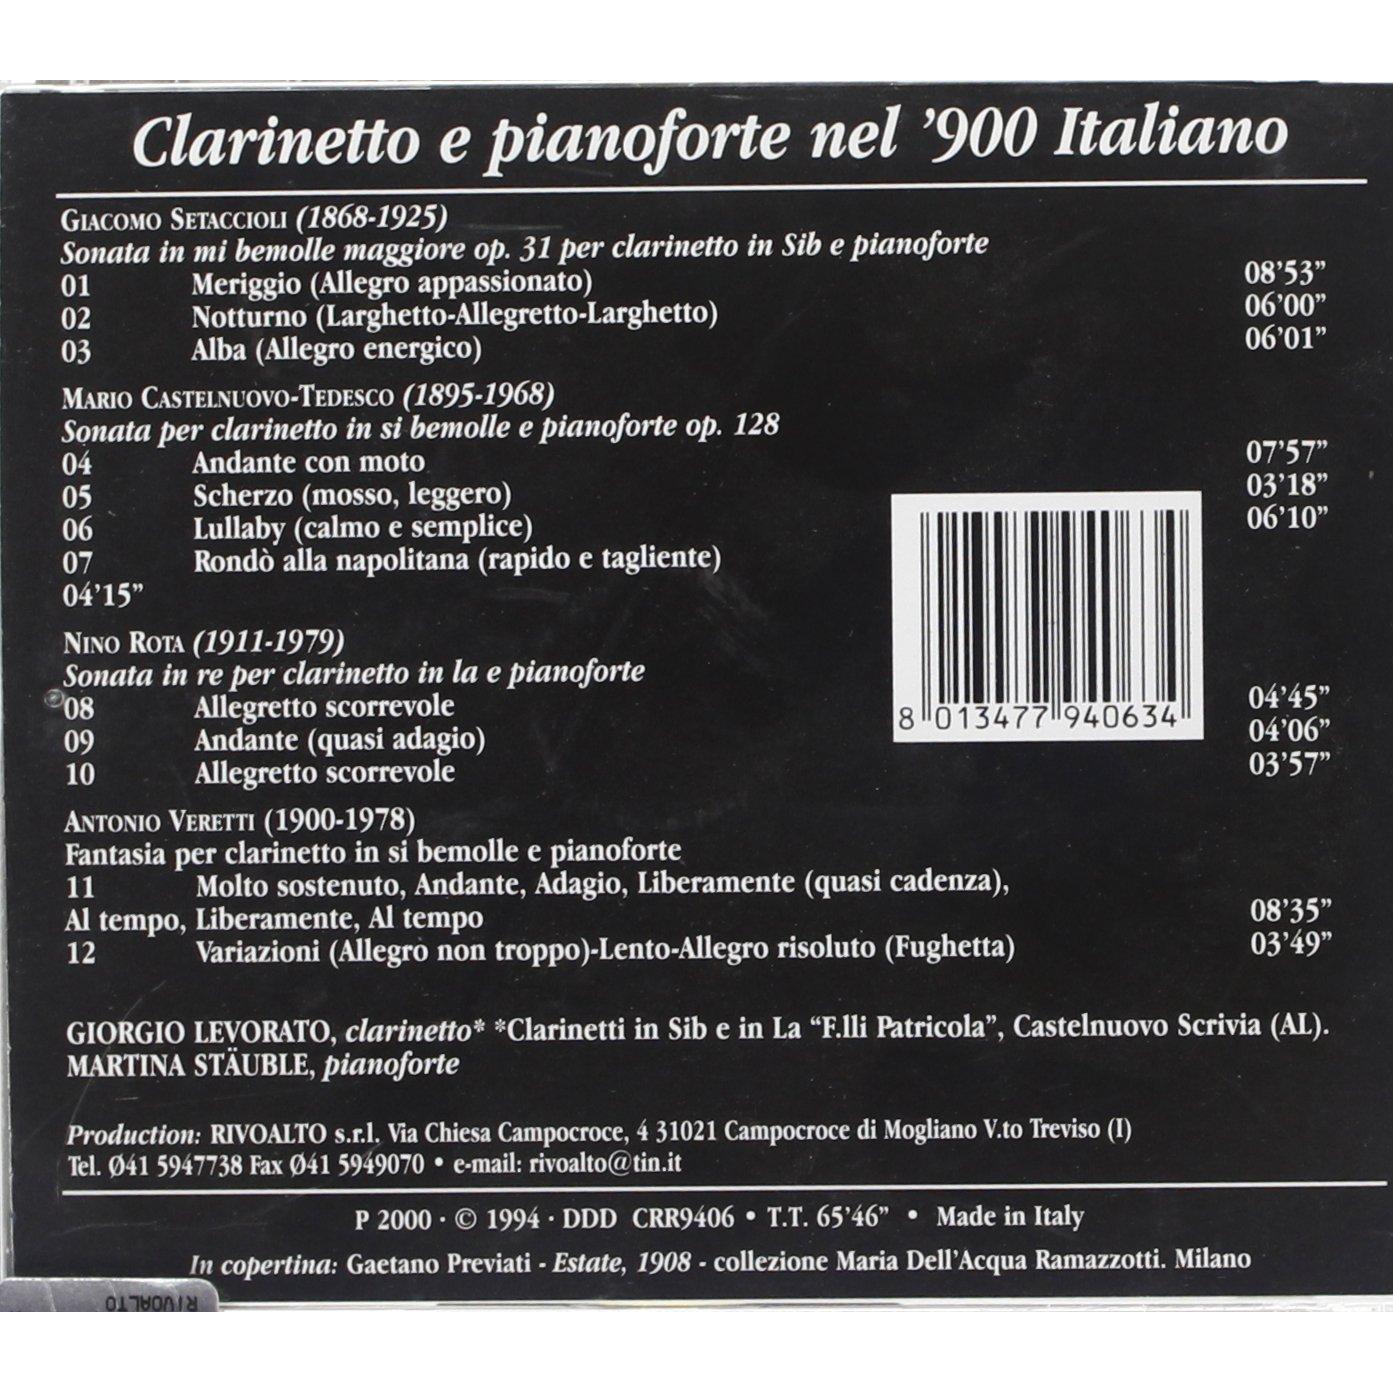 Clarinetto e pianoforte nel '900 Italiano
GIACOMO SETACCIOLI (1868-1925)
Sonata in mi bemolle maggiore op. 31 per clarinetto in Sib e pianoforte
01 Meriggio (Allegro appassionato) 08'53”
02 Notturno (Larghetto-Allegretto-Larghetto) 06'00”
03 Alba (Allegro energico) 06'01”
MARIO CASTELNUOVO-TEDESCO (1895-1968)
Sonata per clarinetto in si bemolle e pianoforte op. 128
04 Andante con moto 07'57”
05 Scherzo (mosso, leggero) 03'18”
06 Lullaby (calmo e semplice) 06'10”
07 Rondò alla napolitana (rapido e tagliente)
04'15”
NINO ROTA (1911-1979)
Sonata in re per clarinetto in la e pianoforte
08 Allegretto scorrevole 04'45”
09 Andante (quasi adagio) 04'06”
10 Allegretto scorrevole 03'57”
8 013477 940634
ANTONIO VERETTI (1900-1978)
Fantasia per clarinetto in si bemolle e pianoforte
11 Molto sostenuto, Andante, Adagio, Liberamente (quasi cadenza),
Al tempo, Liberamente, Al tempo 08'35”
12 Variazioni (Allegro non troppo)-Lento-Allegro risoluto (Fughetta) 03'49”
GIORGIO LEVORATO, clarinetto* *Clarinetti in Sib e in La “F.lli Patricola”, Castelnuovo Scrivia (AL).
MARTINA STÄUBLE, pianoforte
Production: RIVOALTO s.r.l. Via Chiesa Campocroce, 4 31021 Campocroce di Mogliano V.to Treviso (I)
Tel. Ø41 5947738 Fax Ø41 5949070 • e-mail: rivoalto@tin.it
P 2000 · © 1994 · DDD CRR9406 • T.T. 65'46” • Made in Italy
In copertina: Gaetano Previati - Estate, 1908 - collezione Maria Dell'Acqua Ramazzotti. Milano
RIVOALTO